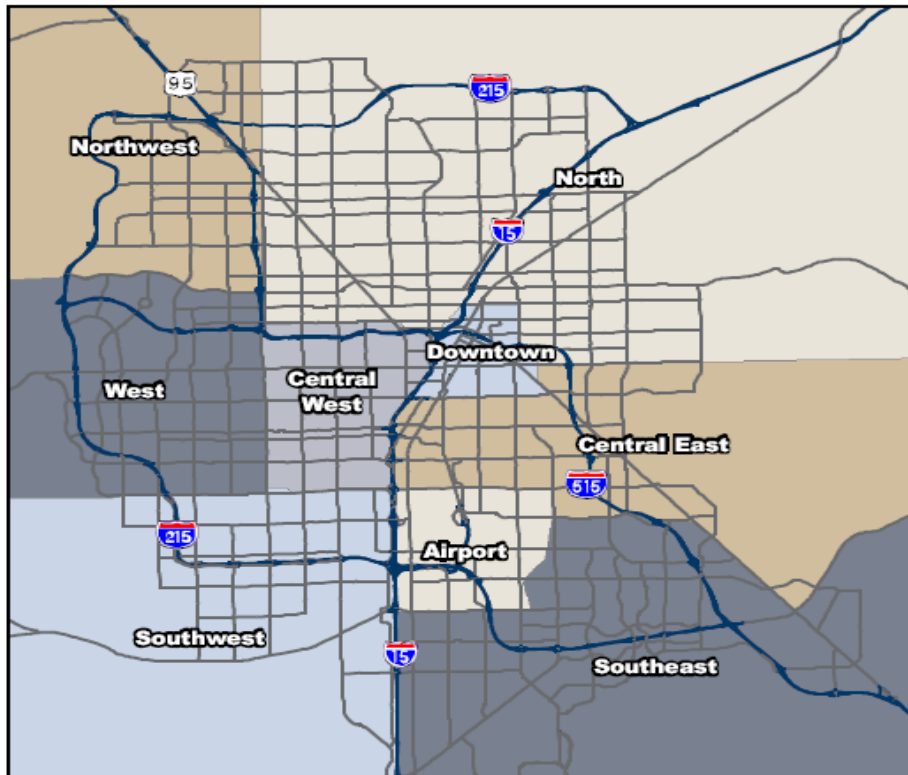 95
215
Northwest
North
15
Downtown
West
Central
West
Central East
515
215
Airport
Southwest
15
Southeast